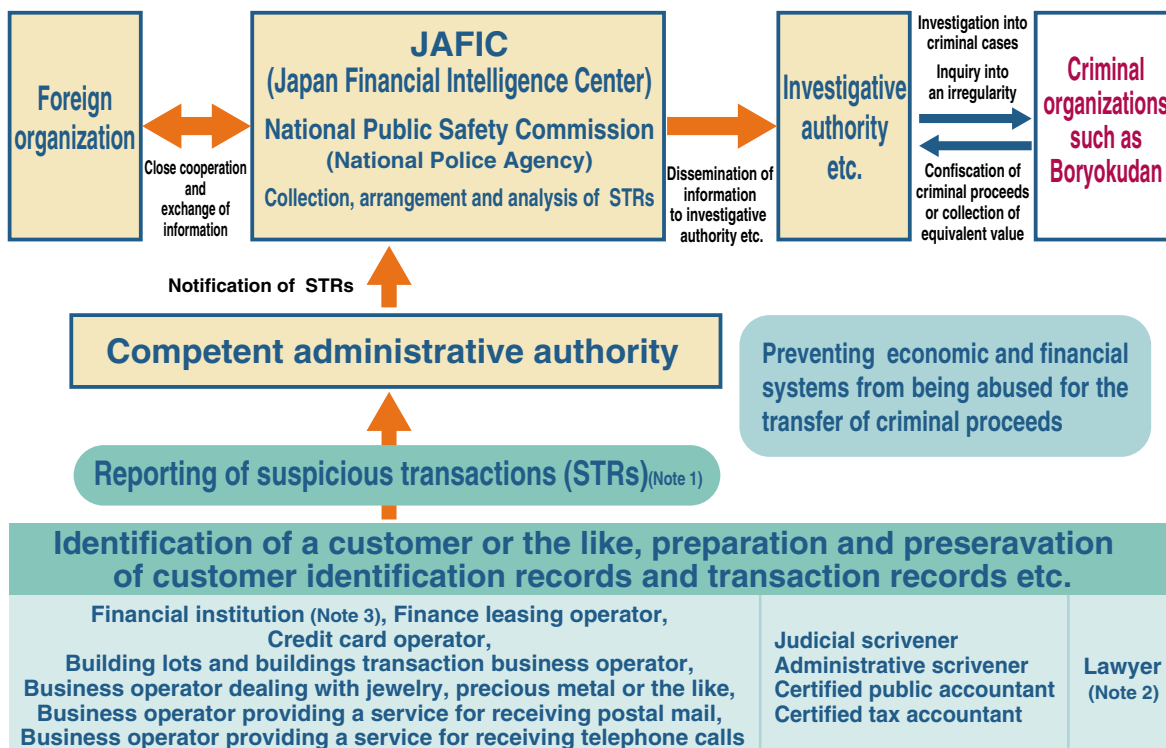 Foreign
organization
Close cooperation
and
exchange of
information
JAFIC
(Japan Financial Intelligence Center)
National Public Safety Commission
(National Police Agency)
Collection, arrangement and analysis of STRs
Dissemination of
information
to investigative
authority etc.
Investigative
authority
etc.
Investigation into
criminal cases
Inquiry into
an irregularity
Confiscation of
criminal proceeds
or collection of
equivalent value
Criminal
organizations
such as
Boryokudan
Notification of STRs
Competent administrative authority
Preventing economic and financial
systems from being abused for the
transfer of criminal proceeds
Reporting of suspicious transactions (STRs)(Note 1)
Identification of a customer or the like, preparation and preseravation
of customer identification records and transaction records etc.
Financial institution (Note 3), Finance leasing operator,
Credit card operator,
Building lots and buildings transaction business operator,
Business operator dealing with jewelry, precious metal or the like,
Business operator providing a service for receiving postal mail,
Business operator providing a service for receiving telephone calls
Judicial scrivener
Administrative scrivener
Certified public accountant
Certified tax accountant
Lawyer
(Note 2)